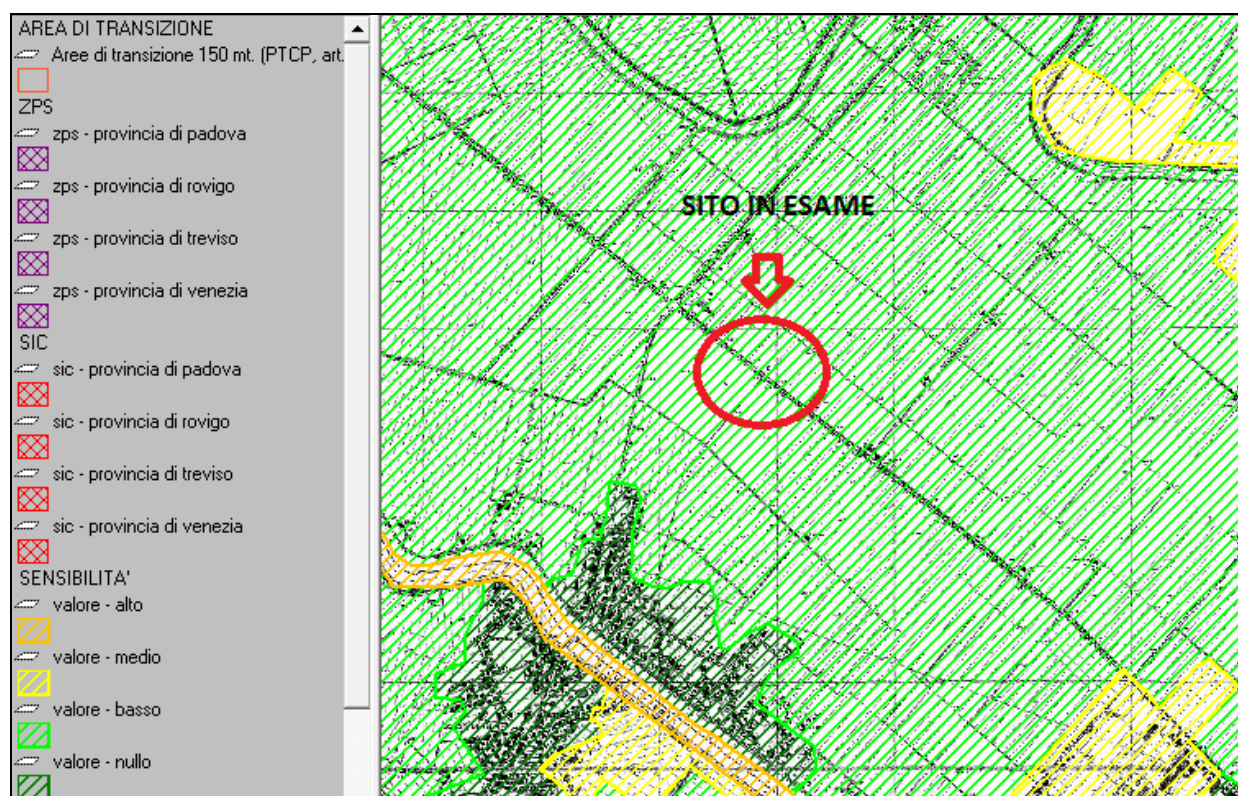 AREA DI TRANSIZIONE
Aree di transizione 150 mt. (PTCP, art.
ZPS
zps - provincia di padova
zps - provincia di rovigo
zps - provincia di treviso
zps - provincia di venezia
SIC
sic - provincia di padova
sic - provincia di rovigo
sic - provincia di treviso
sic - provincia di venezia
SENSIBILITA'
valore - alto
valore - medio
valore - basso
valore - nullo
SITO IN ESAME